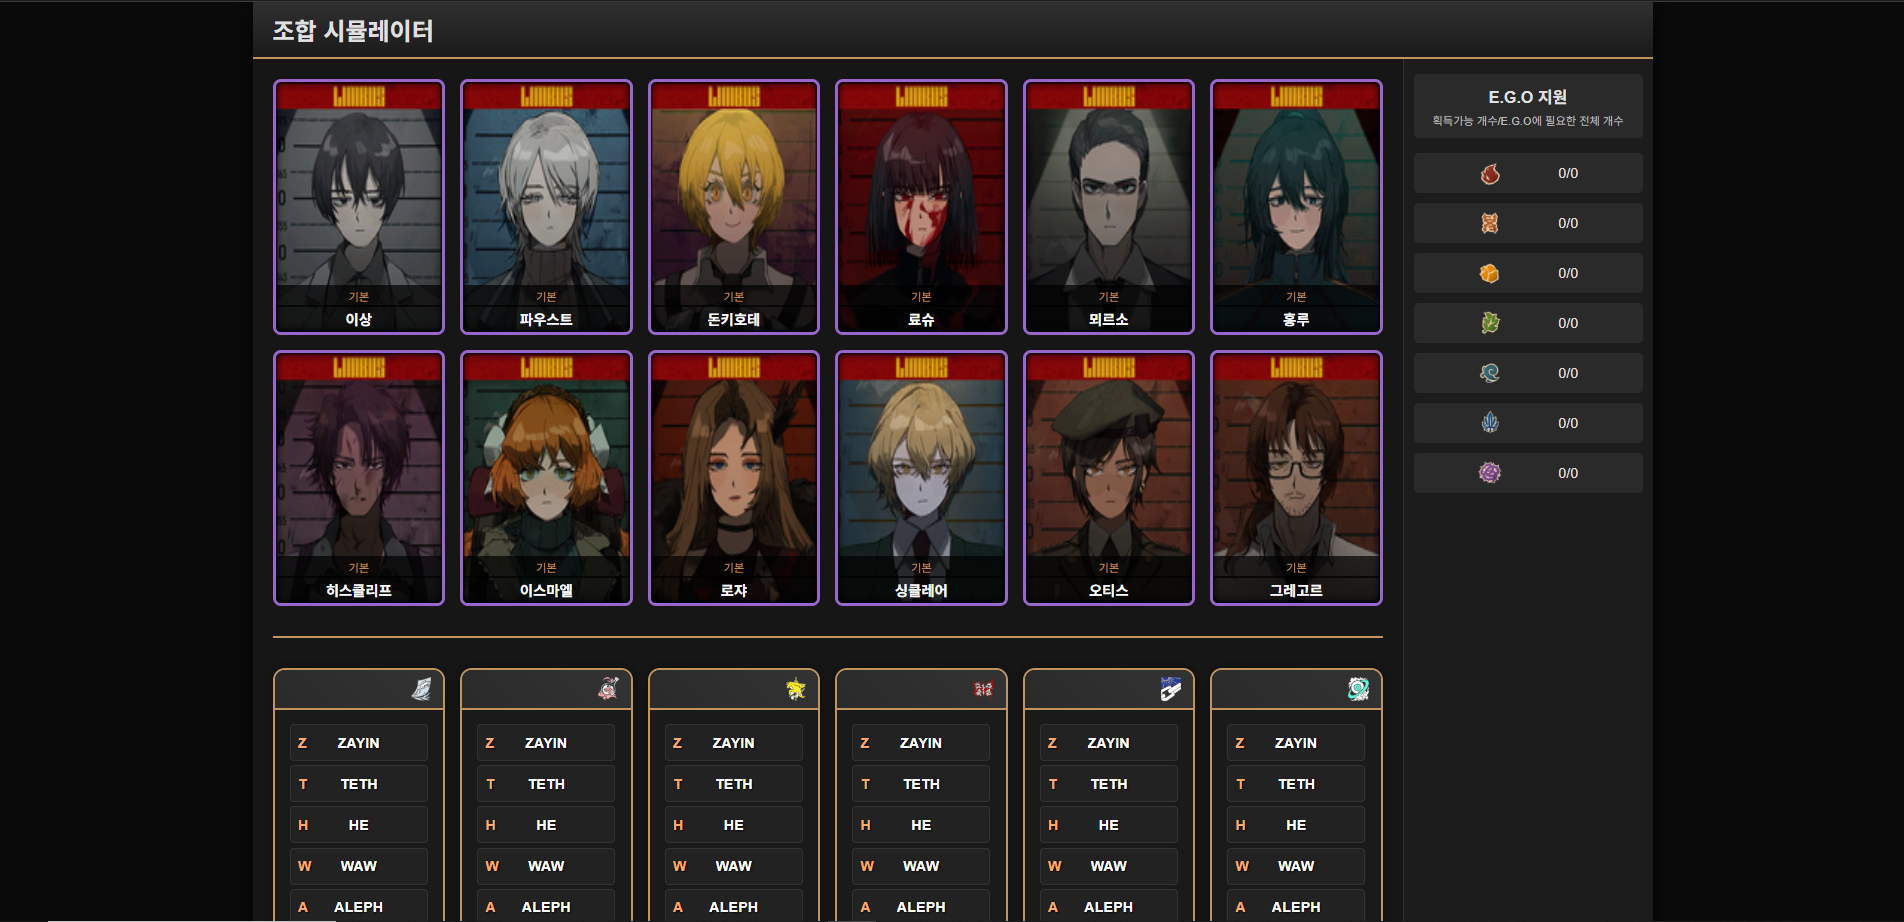 조합 시뮬레이터
E.G.O 지원
획득가능 개수/E.G.O에 필요한 전체 개수
0/0
0/0
0/0
0/0
0/0
0/0
0/0
기본
이상
기본
파우스트
기본
돈키호테
기본
료슈
기본
뫼르소
기본
홍루
기본
히스클리프
기본
이스마엘
기본
로쟈
기본
싱클레어
기본
오티스
기본
그레고르
Z ZAYIN Z ZAYIN Z ZAYIN Z ZAYIN Z ZAYIN Z ZAYIN
T TETH T TETH T TETH T TETH T TETH T TETH
H HE H HE H HE H HE H HE H HE
W WAW W WAW W WAW W WAW W WAW W WAW
A ALEPH A ALEPH A ALEPH A ALEPH A ALEPH A ALEPH